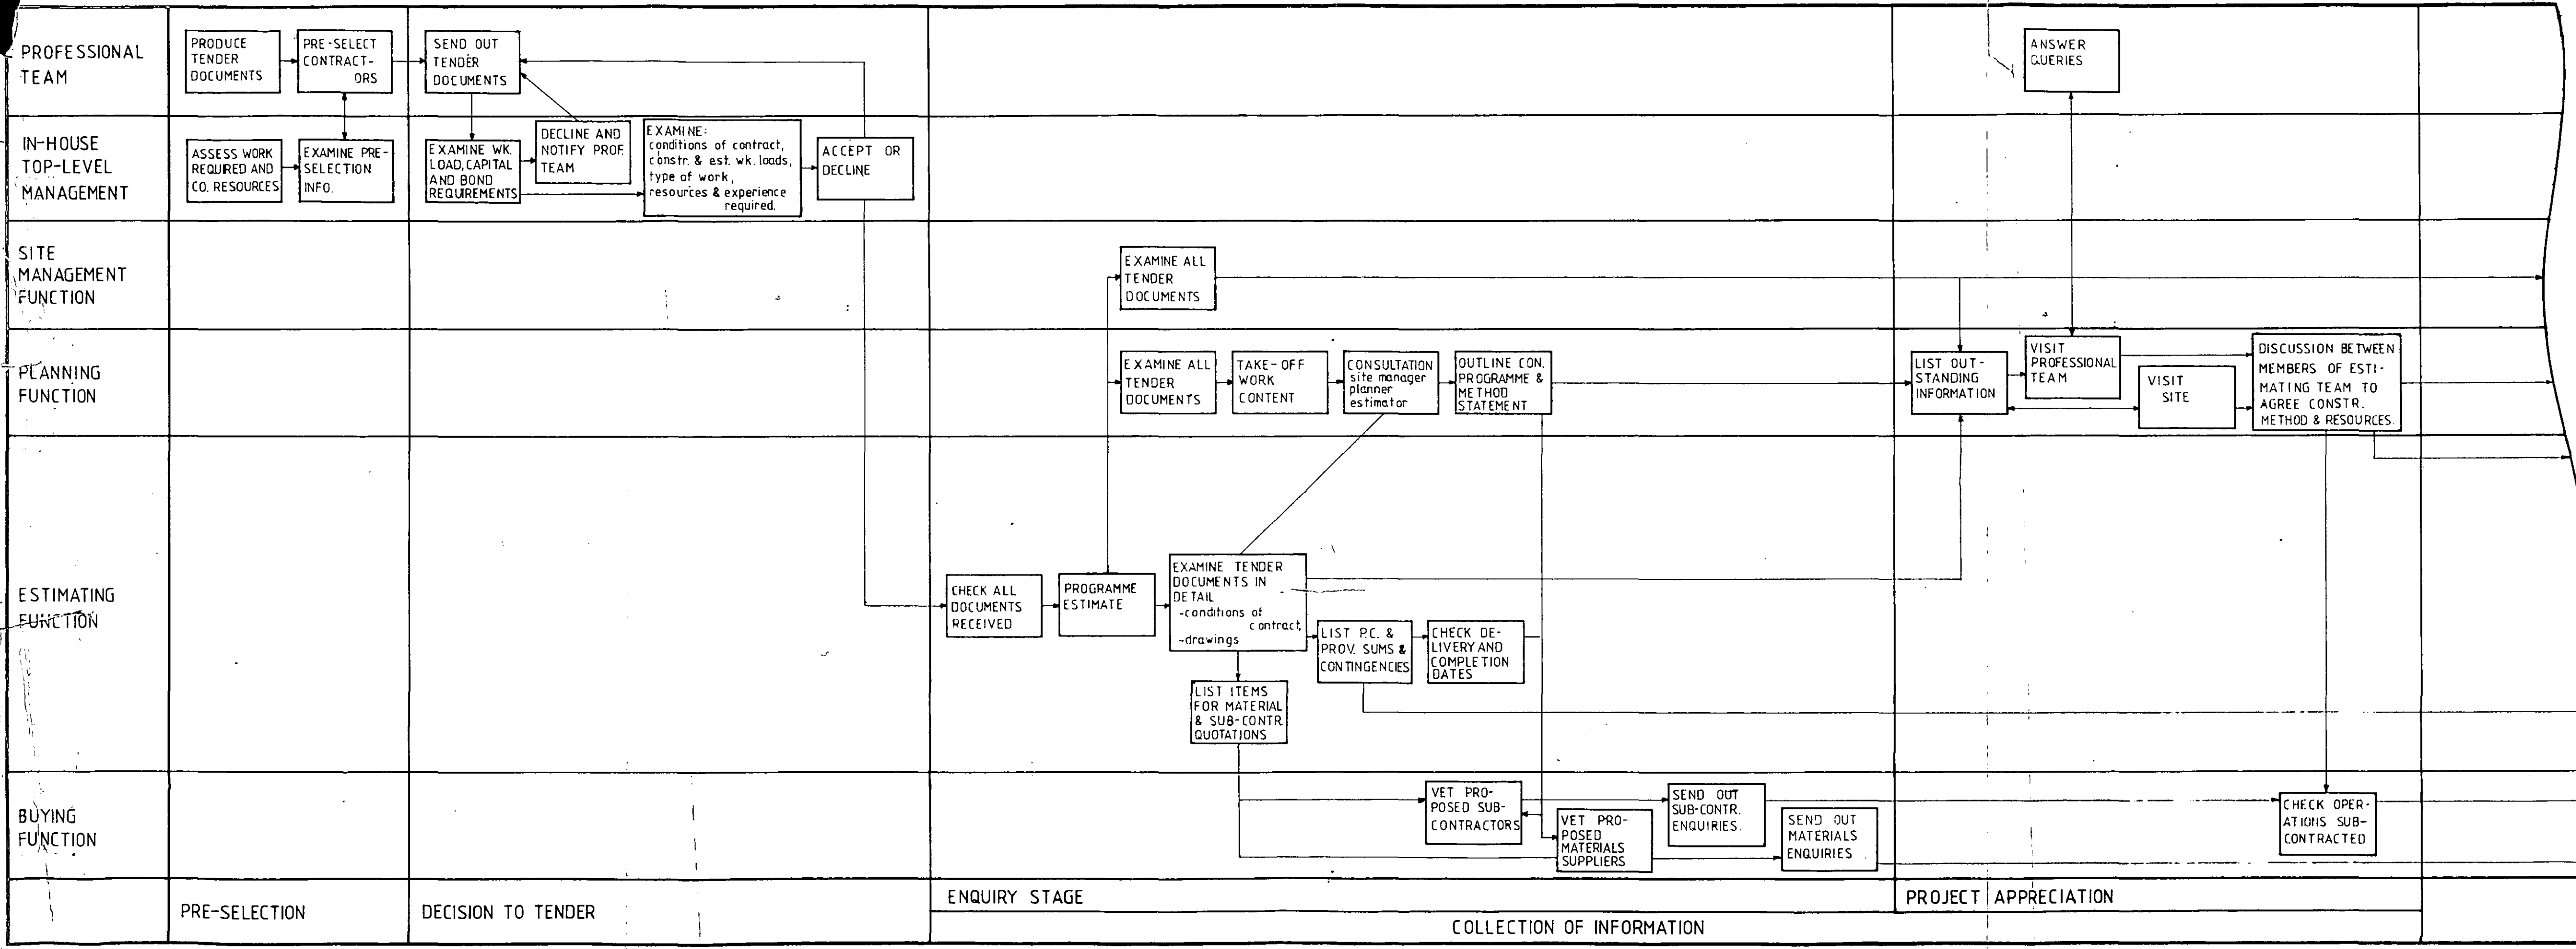 PROFESSIONAL
TEAM
PRODUCE
TENDER
DOCUMENTS
PRE-SELECT
CONTRACT-
ORS
SEND OUT
TENDER
DOCUMENTS
ANSWER
QUERIES
IN-HOUSE
TOP-LEVEL
MANAGEMENT
ASSESS WORK
REQUIRED AND
CO. RESOURCES
EXAMINE PRE-
SELECTION
INFO.
EXAMINE WK.
LOAD, CAPITAL
AND BOND
REQUIREMENTS
DECLINE AND
NOTIFY PROF.
TEAM
EXAMINE:
conditions of contract,
constr. & est. wk. loads,
type of work,
resources & experience
required.
ACCEPT OR
DECLINE
SITE
MANAGEMENT
FUNCTION
EXAMINE ALL
TENDER
DOCUMENTS
PLANNING
FUNCTION
EXAMINE ALL
TENDER
DOCUMENTS
TAKE-OFF
WORK
CONTENT
CONSULTATION
site manager
planner
estimator
OUTLINE CON.
PROGRAMME &
METHOD
STATEMENT
LIST OUT-
STANDING
INFORMATION
VISIT
PROFESSIONAL
TEAM
VISIT
SITE
DISCUSSION BETWEEN
MEMBERS OF ESTI-
MATING TEAM TO
AGREE CONSTR.
METHOD & RESOURCES.
ESTIMATING
FUNCTION
CHECK ALL
DOCUMENTS
RECEIVED
PROGRAMME
ESTIMATE
EXAMINE TENDER
DOCUMENTS IN
DETAIL
-conditions of
contract,
-drawings
LIST P.C. &
PROV. SUMS &
CONTINGENCIES
CHECK DE-
LIVERY AND
COMPLETION
DATES
LIST ITEMS
FOR MATERIAL
& SUB-CONTR.
QUOTATIONS
BUYING
FUNCTION
VET PRO-
POSED SUB-
CONTRACTORS
VET PRO-
POSED
MATERIALS
SUPPLIERS
SEND OUT
SUB-CONTR.
ENQUIRIES.
SEND OUT
MATERIALS
ENQUIRIES
CHECK OPER-
ATIONS SUB-
CONTRACTED
PRE-SELECTION
DECISION TO TENDER
ENQUIRY STAGE
PROJECT APPRECIATION
COLLECTION OF INFORMATION